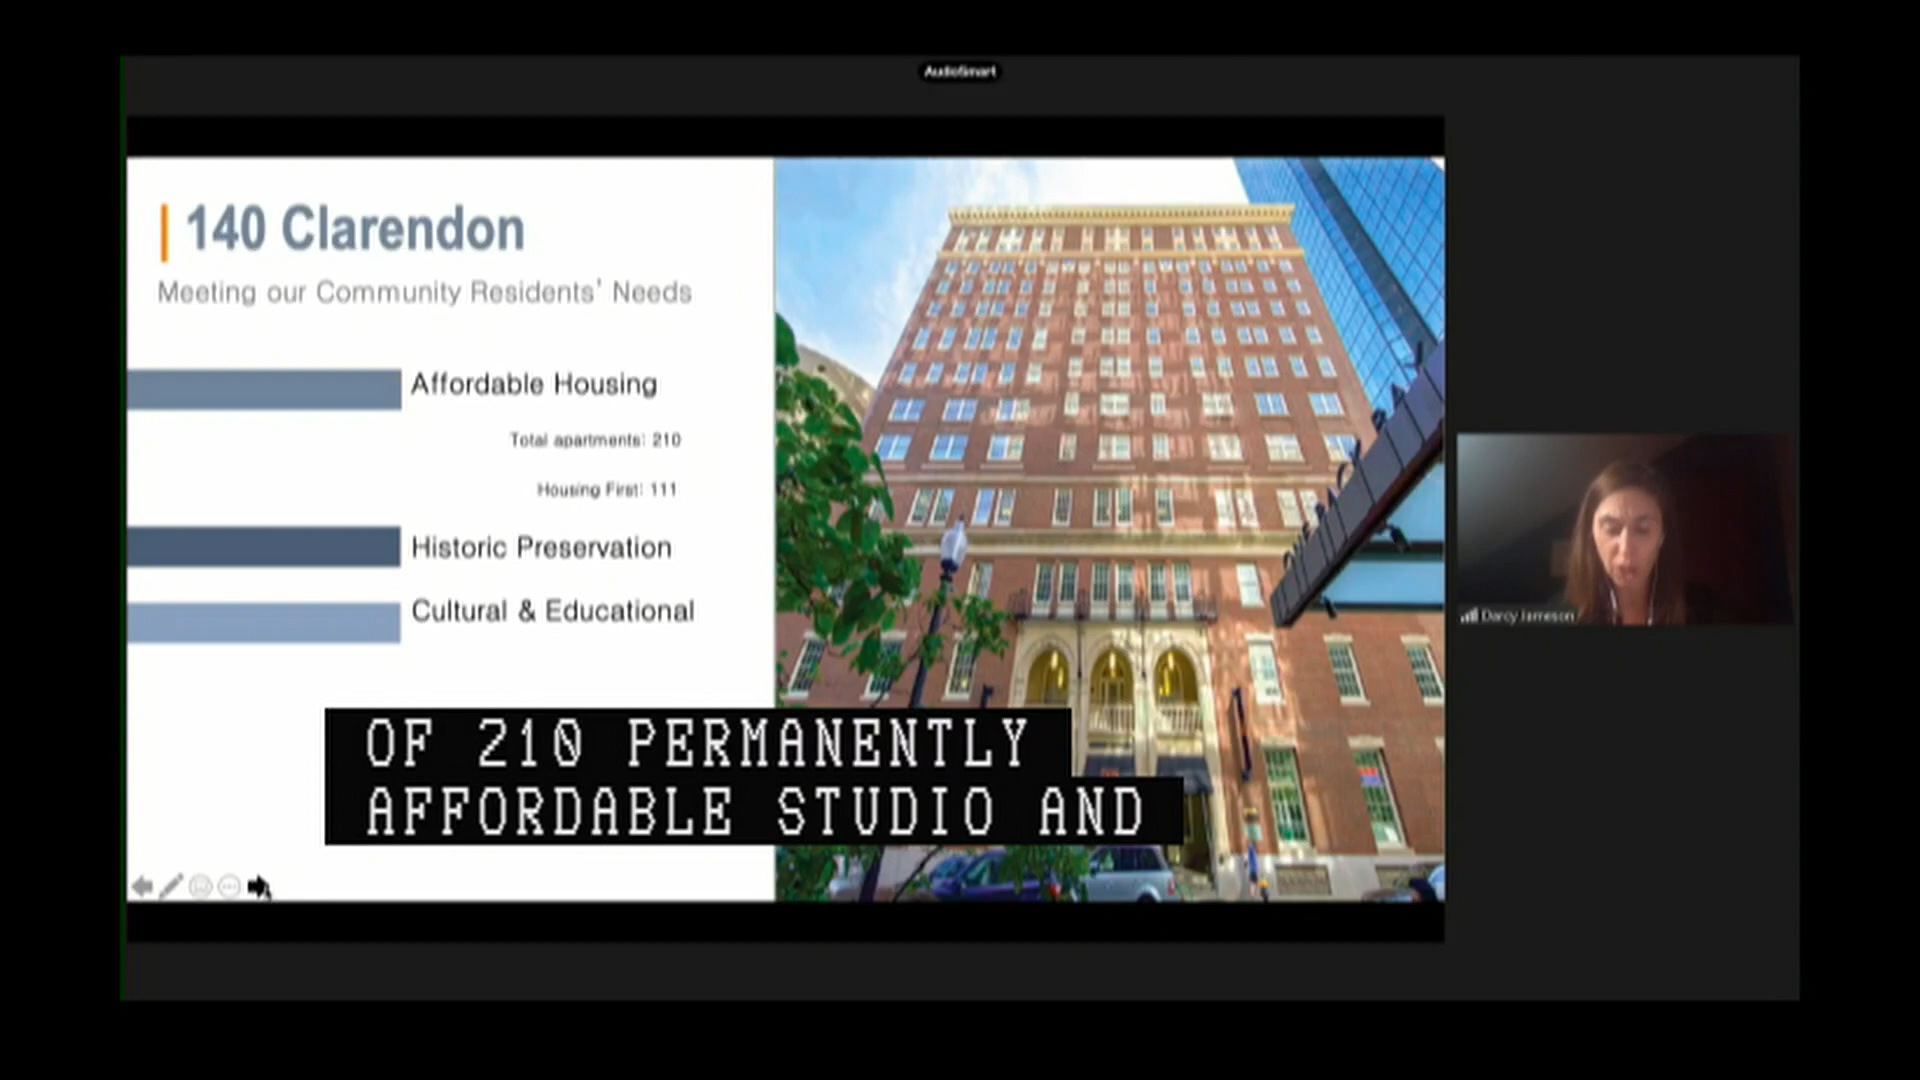 AudioSmart
140 Clarendon
Meeting our Community Residents' Needs
Affordable Housing
Total apartments: 210
Housing First: 111
Historic Preservation
Cultural & Educational
Darcy Jameson
OF 210 PERMANENTLY
AFFORDABLE STUDIO AND